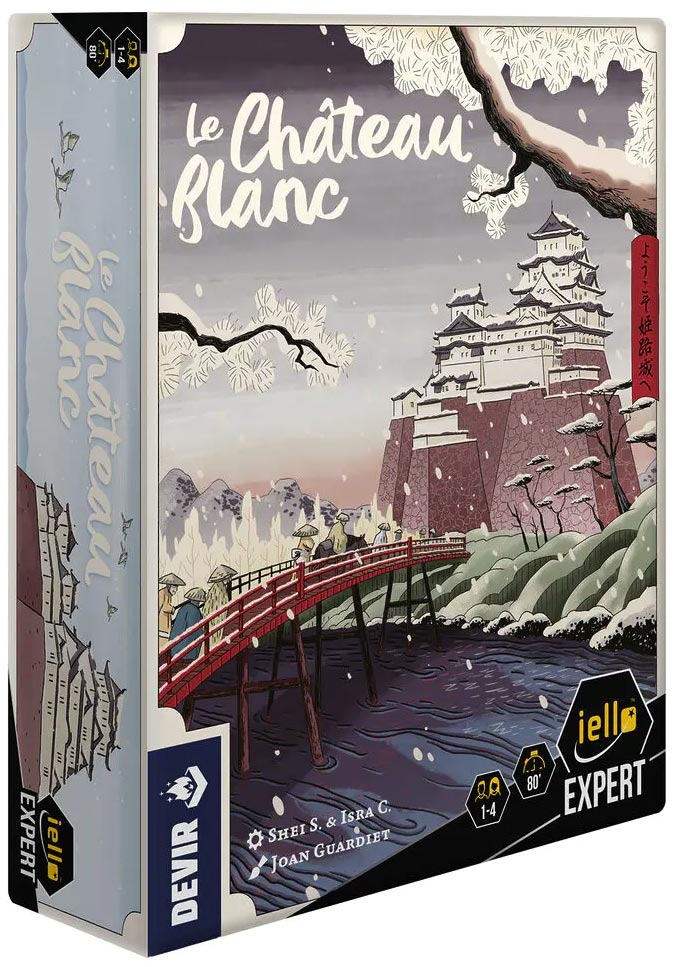 80'
1-4
Le Château
Blanc
iello
EXPERT
Le Château
Blanc
ようこそ姫路城へ
DEVIR
SHEI S. & ISRA C.
JOAN GUARDIET
1-4
80'
iello
EXPERT